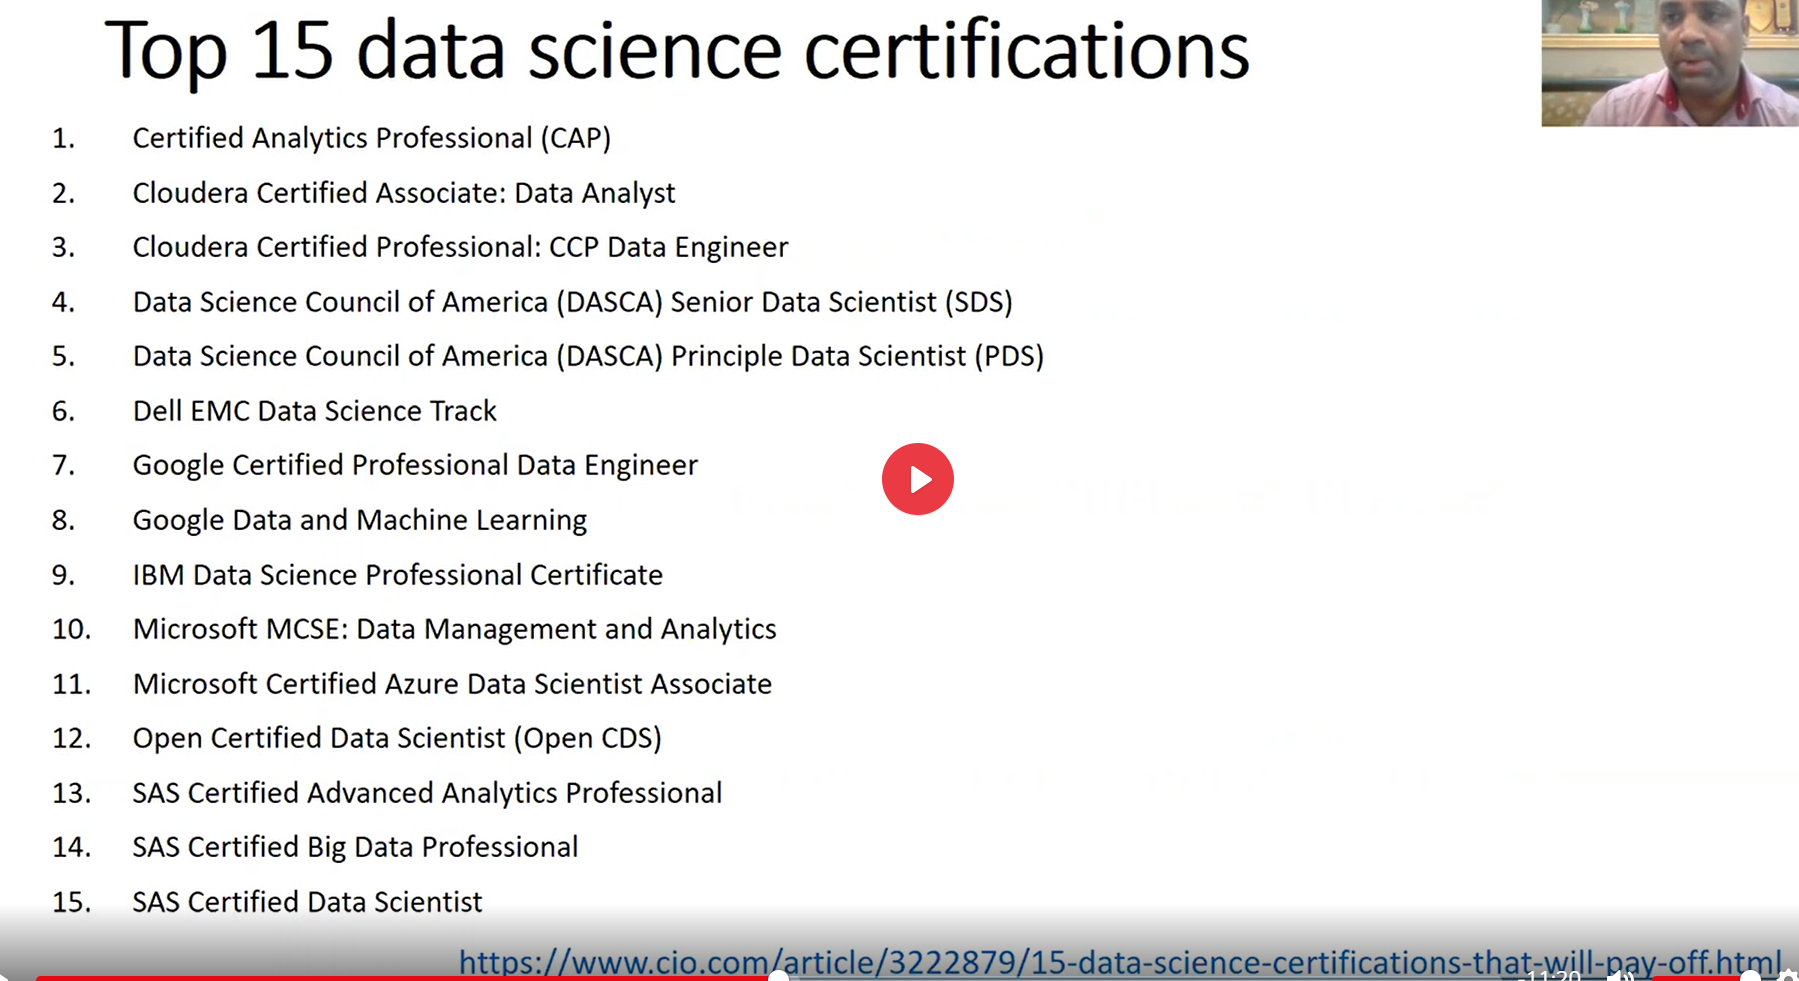 Top 15 data science certifications
1. Certified Analytics Professional (CAP)
2. Cloudera Certified Associate: Data Analyst
3. Cloudera Certified Professional: CCP Data Engineer
4. Data Science Council of America (DASCA) Senior Data Scientist (SDS)
5. Data Science Council of America (DASCA) Principle Data Scientist (PDS)
6. Dell EMC Data Science Track
7. Google Certified Professional Data Engineer
8. Google Data and Machine Learning
9. IBM Data Science Professional Certificate
10. Microsoft MCSE: Data Management and Analytics
11. Microsoft Certified Azure Data Scientist Associate
12. Open Certified Data Scientist (Open CDS)
13. SAS Certified Advanced Analytics Professional
14. SAS Certified Big Data Professional
15. SAS Certified Data Scientist
https://www.cio.com/article/3222879/15-data-science-certifications-that-will-pay-off.html
-11:20